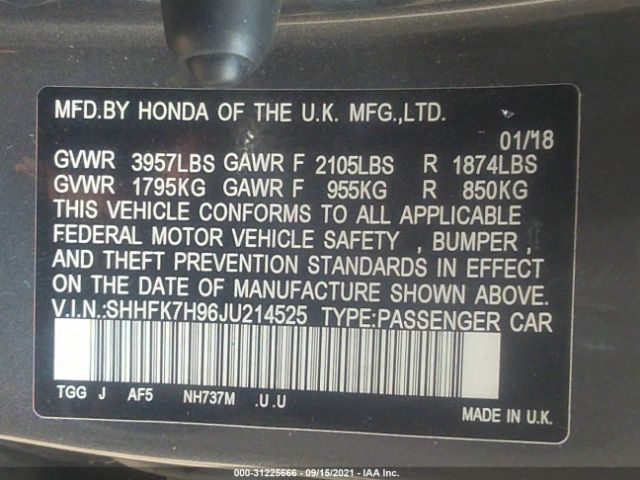 MFD.BY HONDA OF THE U.K. MFG.,LTD.
01/18
GVWR 3957LBS GAWR F 2105LBS R 1874LBS
GVWR 1795KG GAWR F 955KG R 850KG
THIS VEHICLE CONFORMS TO ALL APPLICABLE
FEDERAL MOTOR VEHICLE SAFETY , BUMPER ,
AND THEFT PREVENTION STANDARDS IN EFFECT
ON THE DATE OF MANUFACTURE SHOWN ABOVE.
V.I.N.:SHHFK7H96JU214525 TYPE:PASSENGER CAR
TGG J AF5 NH737M .U.U
MADE IN U.K.
000-31225666 - 09/15/2021 - IAA Inc.